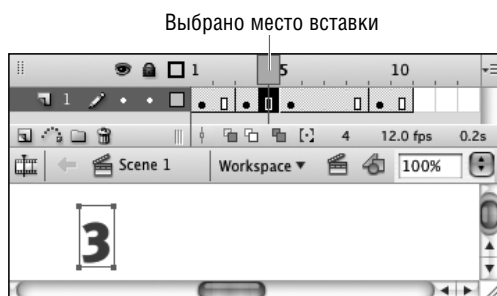 Выбрано место вставки
1 5 10
1
4 12.0 fps 0.2s
Scene 1 Workspace 100%
3